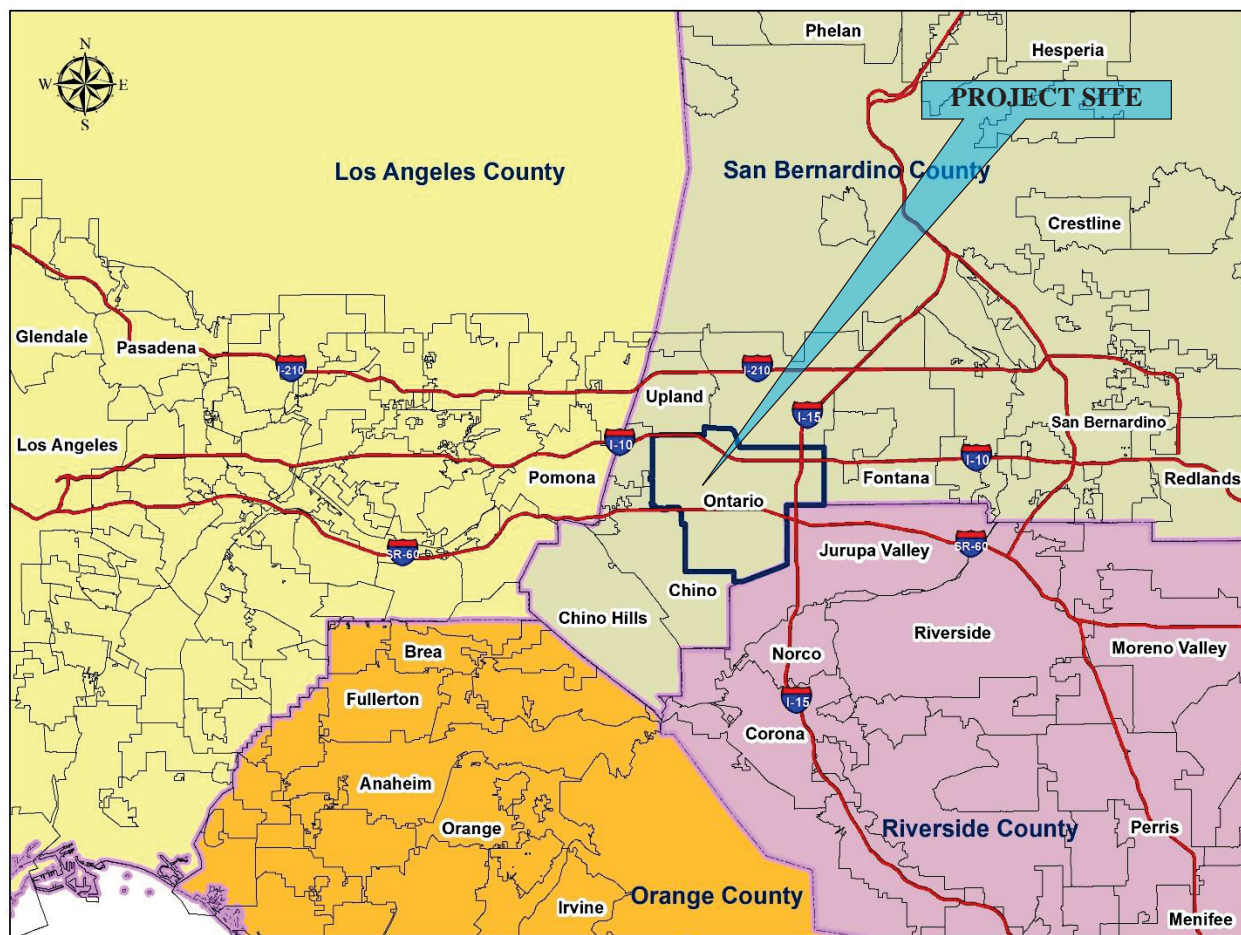 Phelan
N
Hesperia
W
E
PROJECT SITE
S
Los Angeles County
San Bernardino County
Crestline
Glendale
Pasadena
I-210
I-210
Upland
I-15
San Bernardino
Los Angeles
I-10
I-10
Pomona
Fontana
Redlands
Ontario
SR-60
SR-60
Jurupa Valley
Chino
Chino Hills
Riverside
Moreno Valley
Brea
Norco
Fullerton
I-15
Corona
Anaheim
Orange
Riverside County
Perris
Orange County
Irvine
Menifee